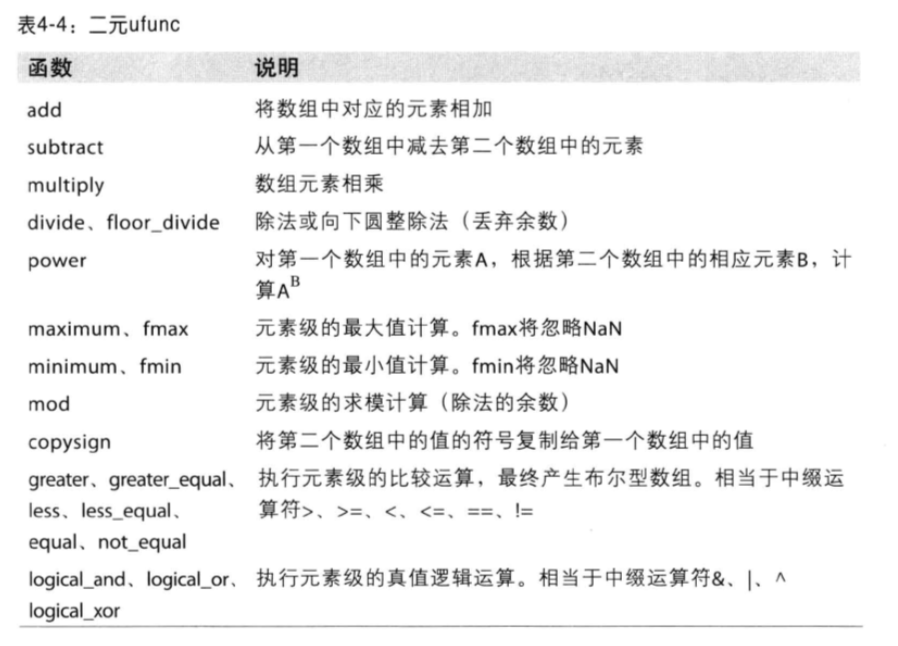 表4-4：二元ufunc
函数 说明
add 将数组中对应的元素相加
subtract 从第一个数组中减去第二个数组中的元素
multiply 数组元素相乘
divide、floor_divide 除法或向下圆整除法（丢弃余数）
power 对第一个数组中的元素A，根据第二个数组中的相应元素B，计
算Aᴮ
maximum、fmax 元素级的最大值计算。fmax将忽略NaN
minimum、fmin 元素级的最小值计算。fmin将忽略NaN
mod 元素级的求模计算（除法的余数）
copysign 将第二个数组中的值的符号复制给第一个数组中的值
greater、greater_equal、 执行元素级的比较运算，最终产生布尔型数组。相当于中缀运
less、less_equal、 算符>、>=、<、<=、==、!=
equal、not_equal
logical_and、logical_or、 执行元素级的真值逻辑运算。相当于中缀运算符&、|、^
logical_xor